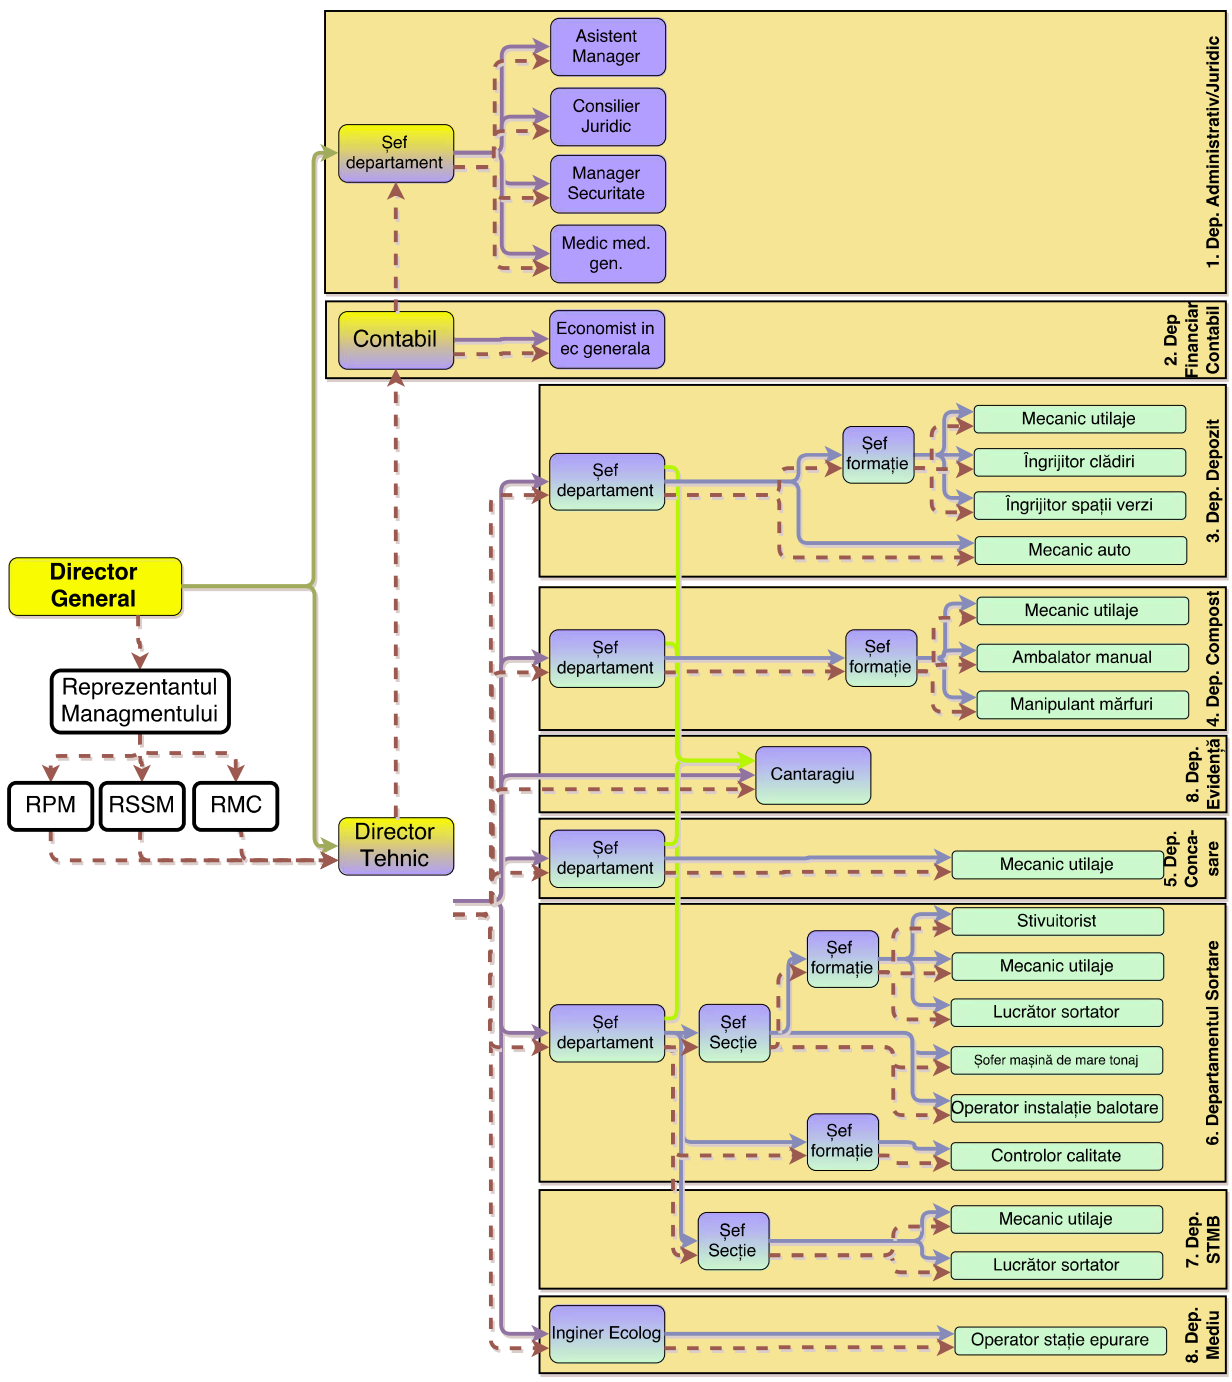 Asistent
Manager
Consilier
Juridic
Șef
departament
Manager
Securitate
Medic med.
gen.
1. Dep. Administrativ/Juridic
Contabil
Economist in
ec generala
2. Dep
Financiar
Contabil
Șef
departament
Șef
formație
Mecanic utilaje
Îngrijitor clădiri
Îngrijitor spații verzi
Mecanic auto
3. Dep. Depozit
Director
General
Reprezentantul
Managmentului
RPM
RSSM
RMC
Director
Tehnic
Șef
departament
Șef
formație
Mecanic utilaje
Ambalator manual
Manipulant mărfuri
4. Dep. Compost
Cantaragiu
8. Dep.
Evidență
Șef
departament
Mecanic utilaje
5. Dep.
Conca-
sare
Șef
departament
Șef
Secție
Șef
formație
Stivuitorist
Mecanic utilaje
Lucrător sortator
Șofer mașină de mare tonaj
Operator instalație balotare
Șef
formație
Controlor calitate
6. Departamentul Sortare
Șef
Secție
Mecanic utilaje
Lucrător sortator
7. Dep.
STMB
Inginer Ecolog
Operator stație epurare
8. Dep.
Mediu